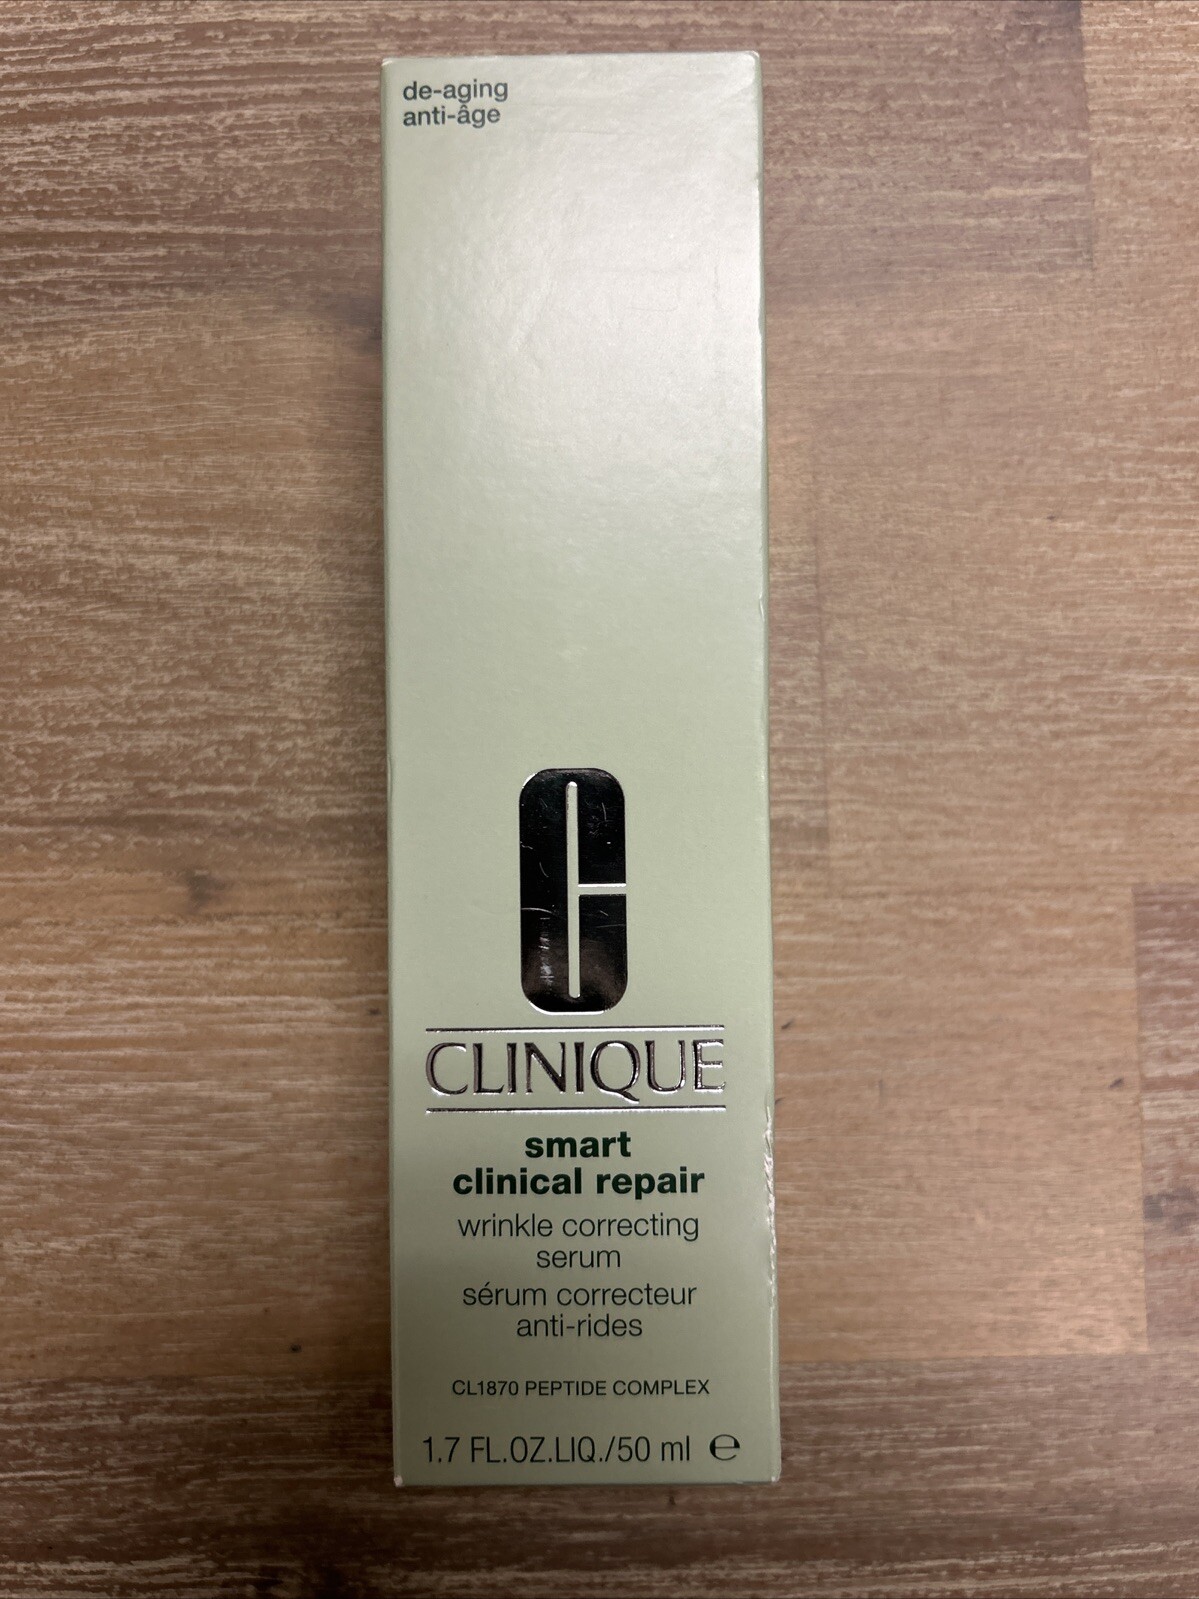 de-aging
anti-âge
C
CLINIQUE
smart
clinical repair
wrinkle correcting
serum
sérum correcteur
anti-rides
CL1870 PEPTIDE COMPLEX
1.7 FL.OZ.LIQ./50 ml ℮